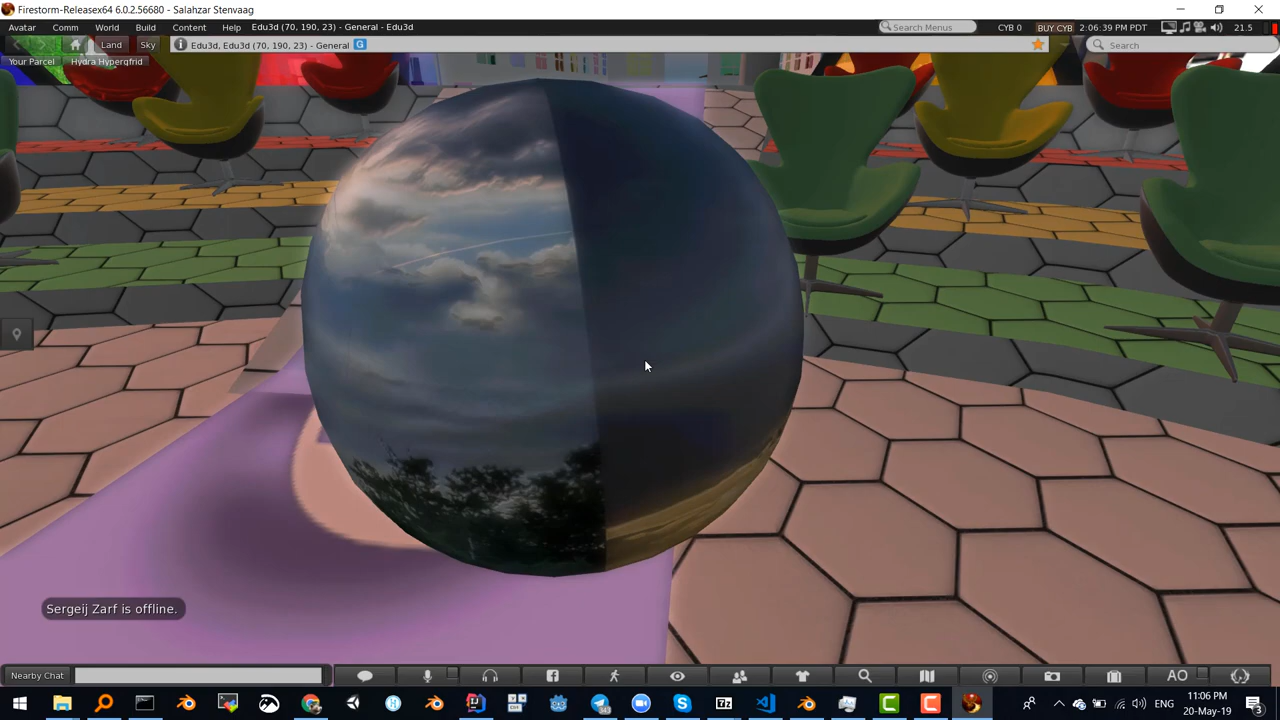 Firestorm-Releasex64 6.0.2.56680 - Salahzar Stenvaag
Avatar Comm World Build Content Help Edu3d (70, 190, 23) - General - Edu3d Search Menus CYB 0 BUY CYB 2:06:39 PM PDT 21.5
Land Sky Edu3d, Edu3d (70, 190, 23) - General G Search
Your Parcel Hydra Hypergrid
Sergeij Zarf is offline.
Nearby Chat AO
ENG 11:06 PM
20-May-19 3